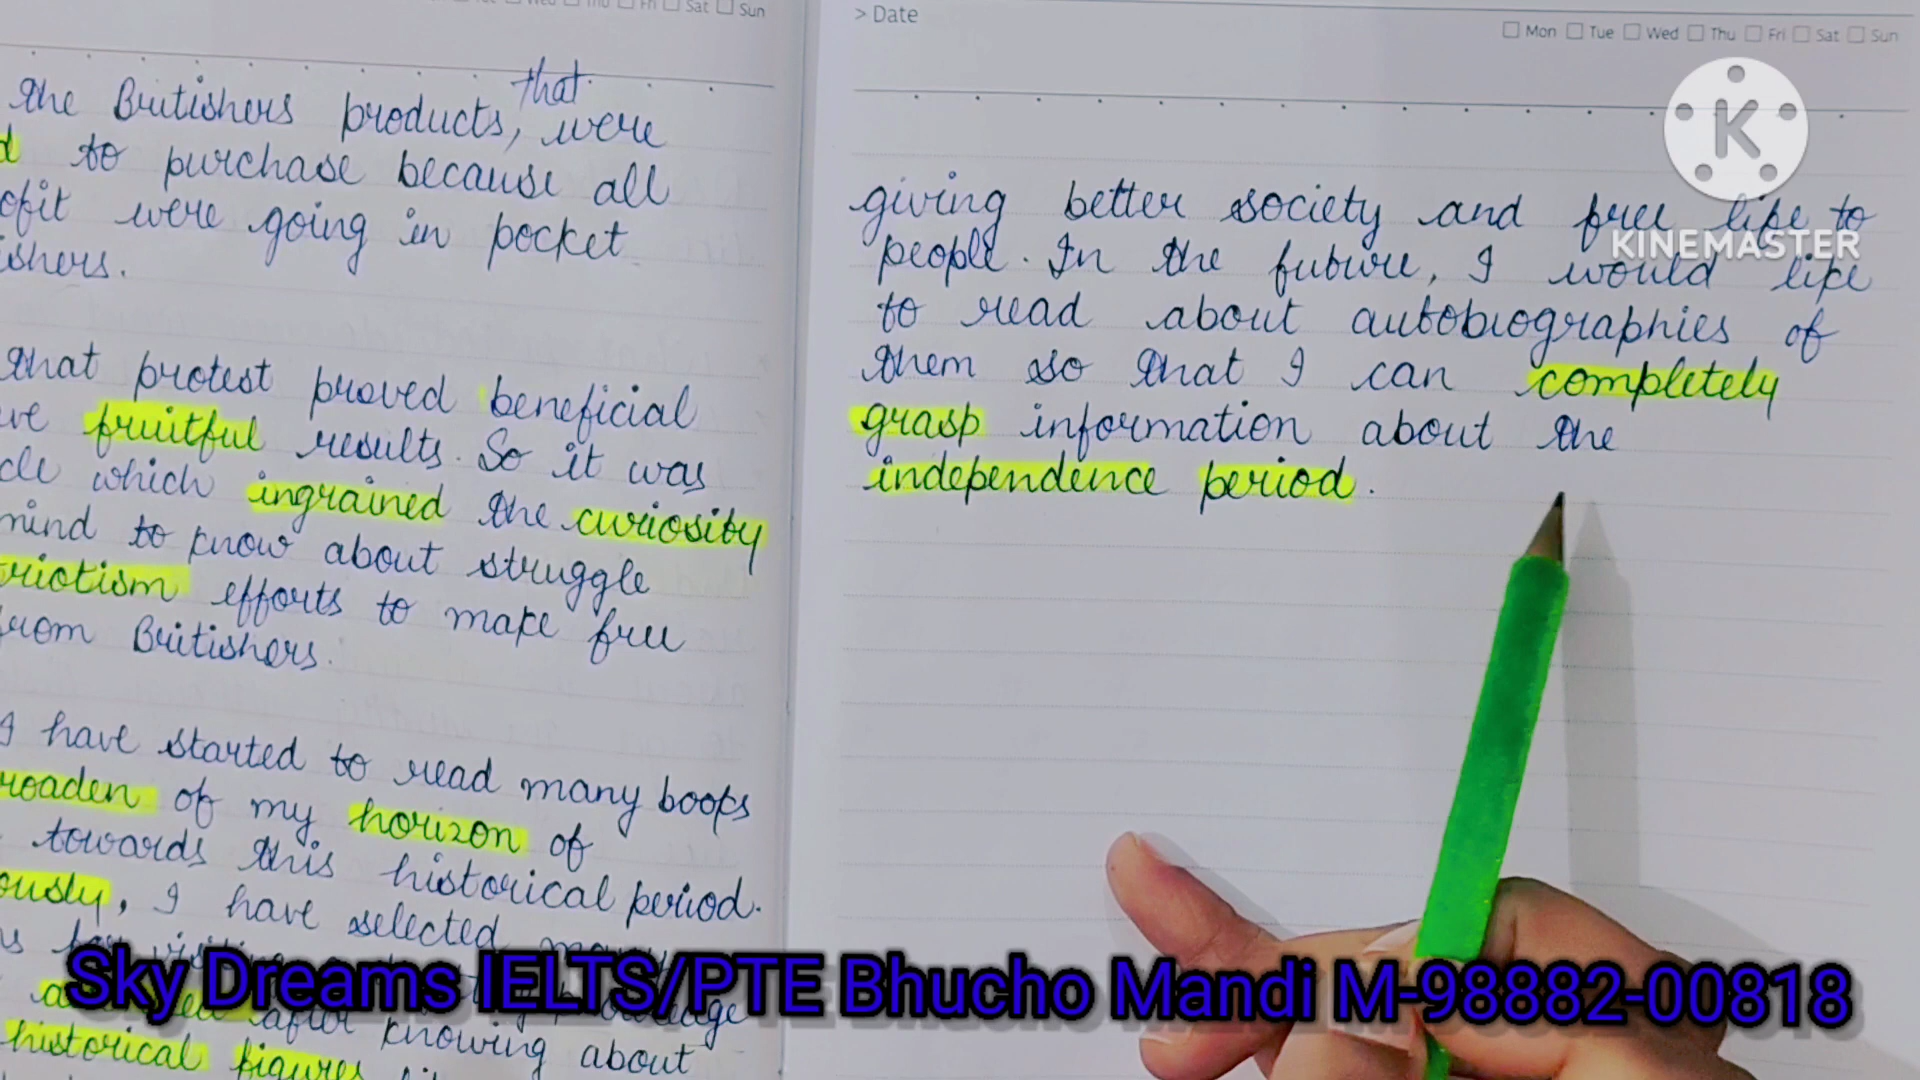 Sat Sun
the Britishers products, that were
to purchase because all
ofit were going in pocket
ishers.
that protest proved beneficial
ve fruitful results. So it was
cle which ingrained the curiosity
mind to know about struggle
riotism efforts to make free
from Britishers.
I have started to read many books
roaden of my horizon of
towards this historical period.
ously, I have selected
after knowing about
historical figures
> Date
Mon Tue Wed Thu Fri Sat Sun
giving better society and free life to
people. In the future, I would like
to read about autobiographies of
them so that I can completely
grasp information about the
independence period.
K
KINEMASTER
Sky Dreams IELTS/PTE Bhucho Mandi M-98882-00818